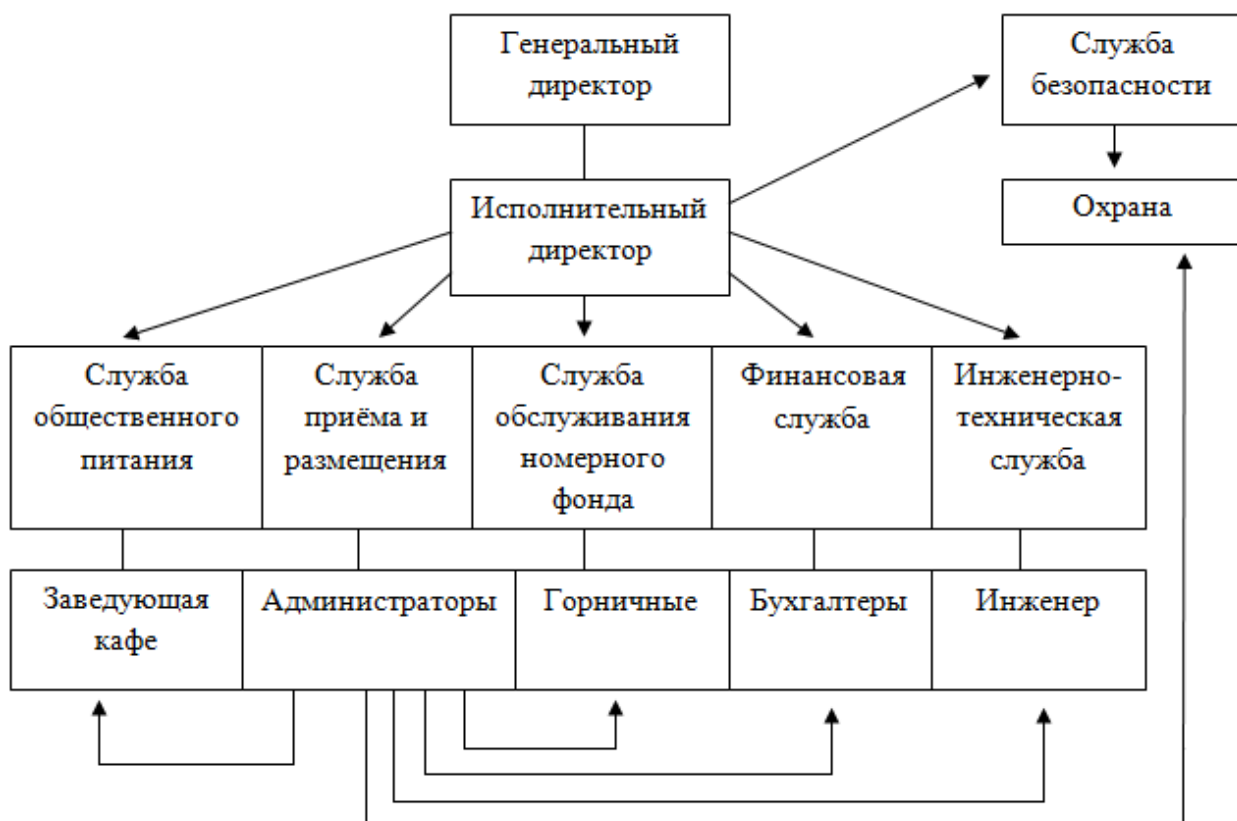 Генеральный
директор
Служба
безопасности
Исполнительный
директор
Охрана
Служба
общественного
питания
Служба
приёма и
размещения
Служба
обслуживания
номерного
фонда
Финансовая
служба
Инженерно-
техническая
служба
Заведующая
кафе
Администраторы
Горничные
Бухгалтеры
Инженер